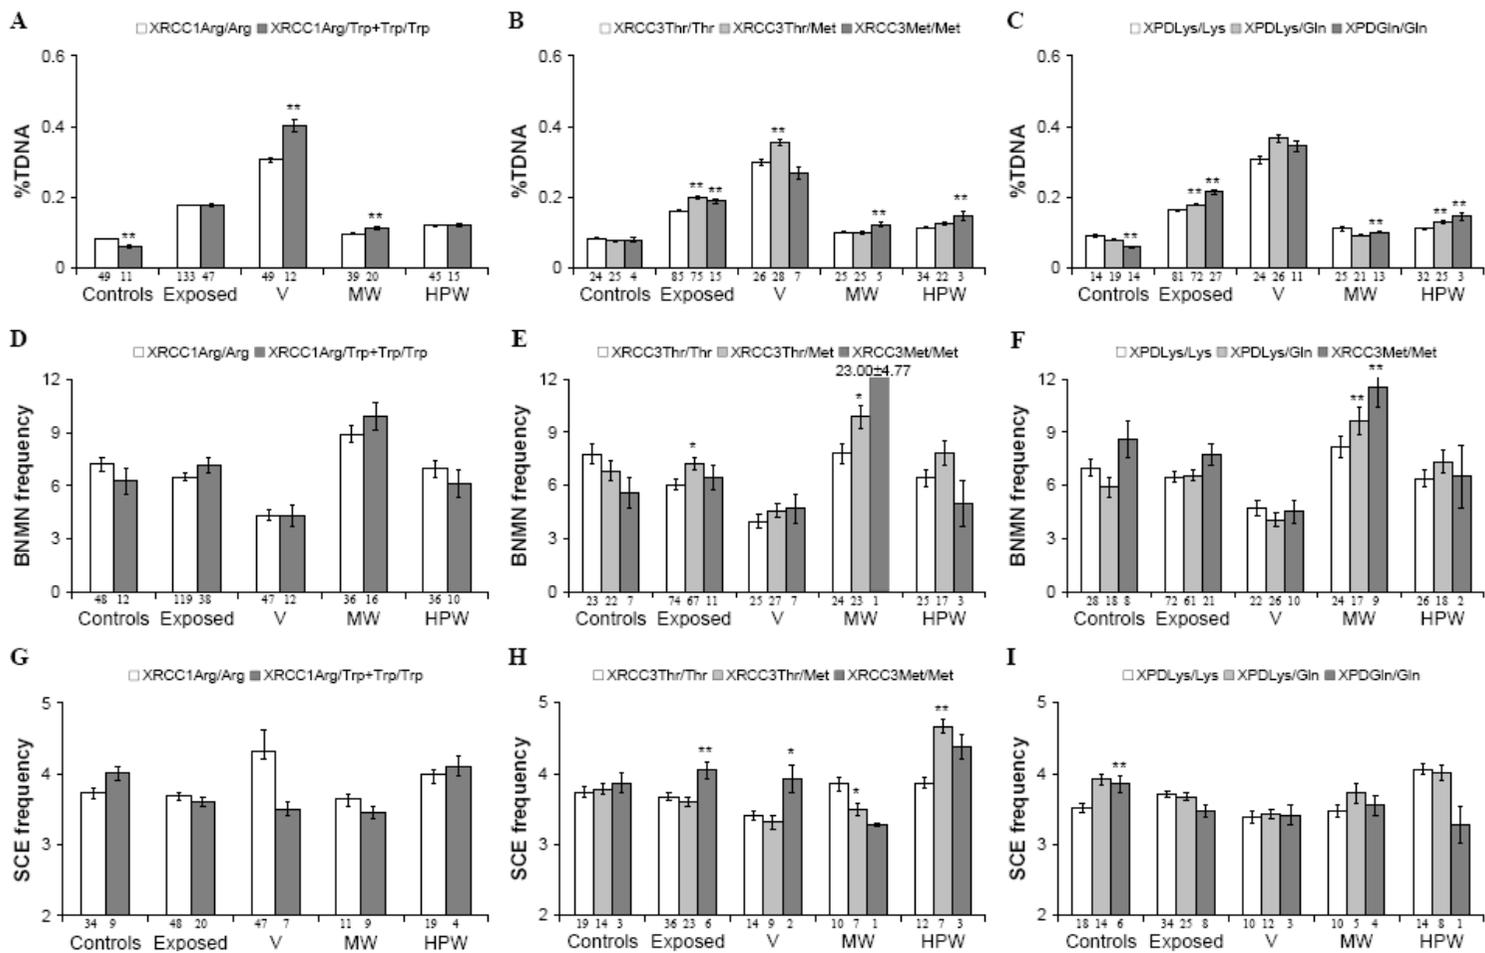 A
XRCC1Arg/Arg XRCC1Arg/Trp+Trp/Trp
%TDNA
0.6
0.4
0.2
0
**
**
**
49 11 133 47 49 12 39 20 45 15
Controls Exposed V MW HPW
B
XRCC3Thr/Thr XRCC3Thr/Met XRCC3Met/Met
%TDNA
0.6
0.4
0.2
0
** **
**
**
**
24 25 4 85 75 15 26 28 7 25 25 5 34 22 3
Controls Exposed V MW HPW
C
XPDLys/Lys XPDLys/Gln XPDGln/Gln
%TDNA
0.6
0.4
0.2
0
**
** **
**
** **
14 19 14 81 72 27 24 26 11 25 21 13 32 25 3
Controls Exposed V MW HPW
D
XRCC1Arg/Arg XRCC1Arg/Trp+Trp/Trp
BNMN frequency
12
9
6
3
0
48 12 119 38 47 12 36 16 36 10
Controls Exposed V MW HPW
E
XRCC3Thr/Thr XRCC3Thr/Met XRCC3Met/Met
23.00±4.77
BNMN frequency
12
9
6
3
0
*
*
23 22 7 74 67 11 25 27 7 24 23 1 25 17 3
Controls Exposed V MW HPW
F
XPDLys/Lys XPDLys/Gln XRCC3Met/Met
BNMN frequency
12
9
6
3
0
**
**
28 18 8 72 61 21 22 26 10 24 17 9 26 18 2
Controls Exposed V MW HPW
G
XRCC1Arg/Arg XRCC1Arg/Trp+Trp/Trp
SCE frequency
5
4
3
2
34 9 48 20 47 7 11 9 19 4
Controls Exposed V MW HPW
H
XRCC3Thr/Thr XRCC3Thr/Met XRCC3Met/Met
SCE frequency
5
4
3
2
**
*
*
**
19 14 3 36 23 6 14 9 2 10 7 1 12 7 3
Controls Exposed V MW HPW
I
XPDLys/Lys XPDLys/Gln XPDGln/Gln
SCE frequency
5
4
3
2
**
18 14 6 34 25 8 10 12 3 10 5 4 14 8 1
Controls Exposed V MW HPW